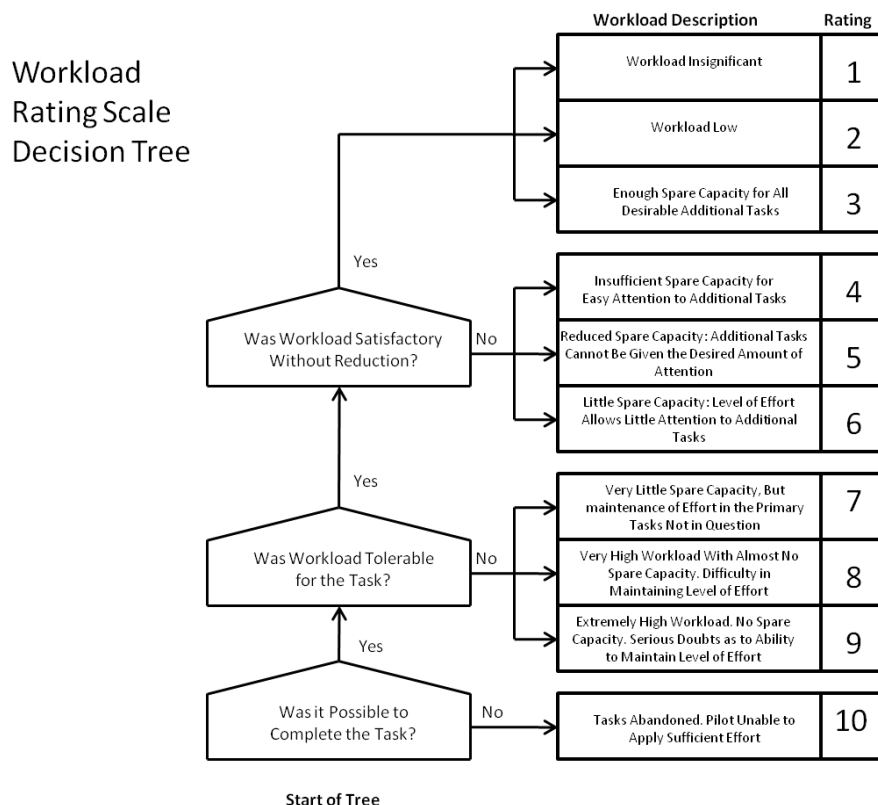 Workload Description Rating
Workload
Rating Scale
Decision Tree
Workload Insignificant
1
Workload Low
2
Enough Spare Capacity for All
Desirable Additional Tasks
3
Yes
Was Workload Satisfactory
Without Reduction?
No
Insufficient Spare Capacity for
Easy Attention to Additional Tasks
4
Reduced Spare Capacity: Additional Tasks
Cannot Be Given the Desired Amount of
Attention
5
Little Spare Capacity: Level of Effort
Allows Little Attention to Additional
Tasks
6
Yes
Was Workload Tolerable
for the Task?
No
Very Little Spare Capacity, But
maintenance of Effort in the Primary
Tasks Not in Question
7
Very High Workload With Almost No
Spare Capacity. Difficulty in
Maintaining Level of Effort
8
Extremely High Workload. No Spare
Capacity. Serious Doubts as to Ability
to Maintain Level of Effort
9
Yes
Was it Possible to
Complete the Task?
No
Tasks Abandoned. Pilot Unable to
Apply Sufficient Effort
10
Start of Tree